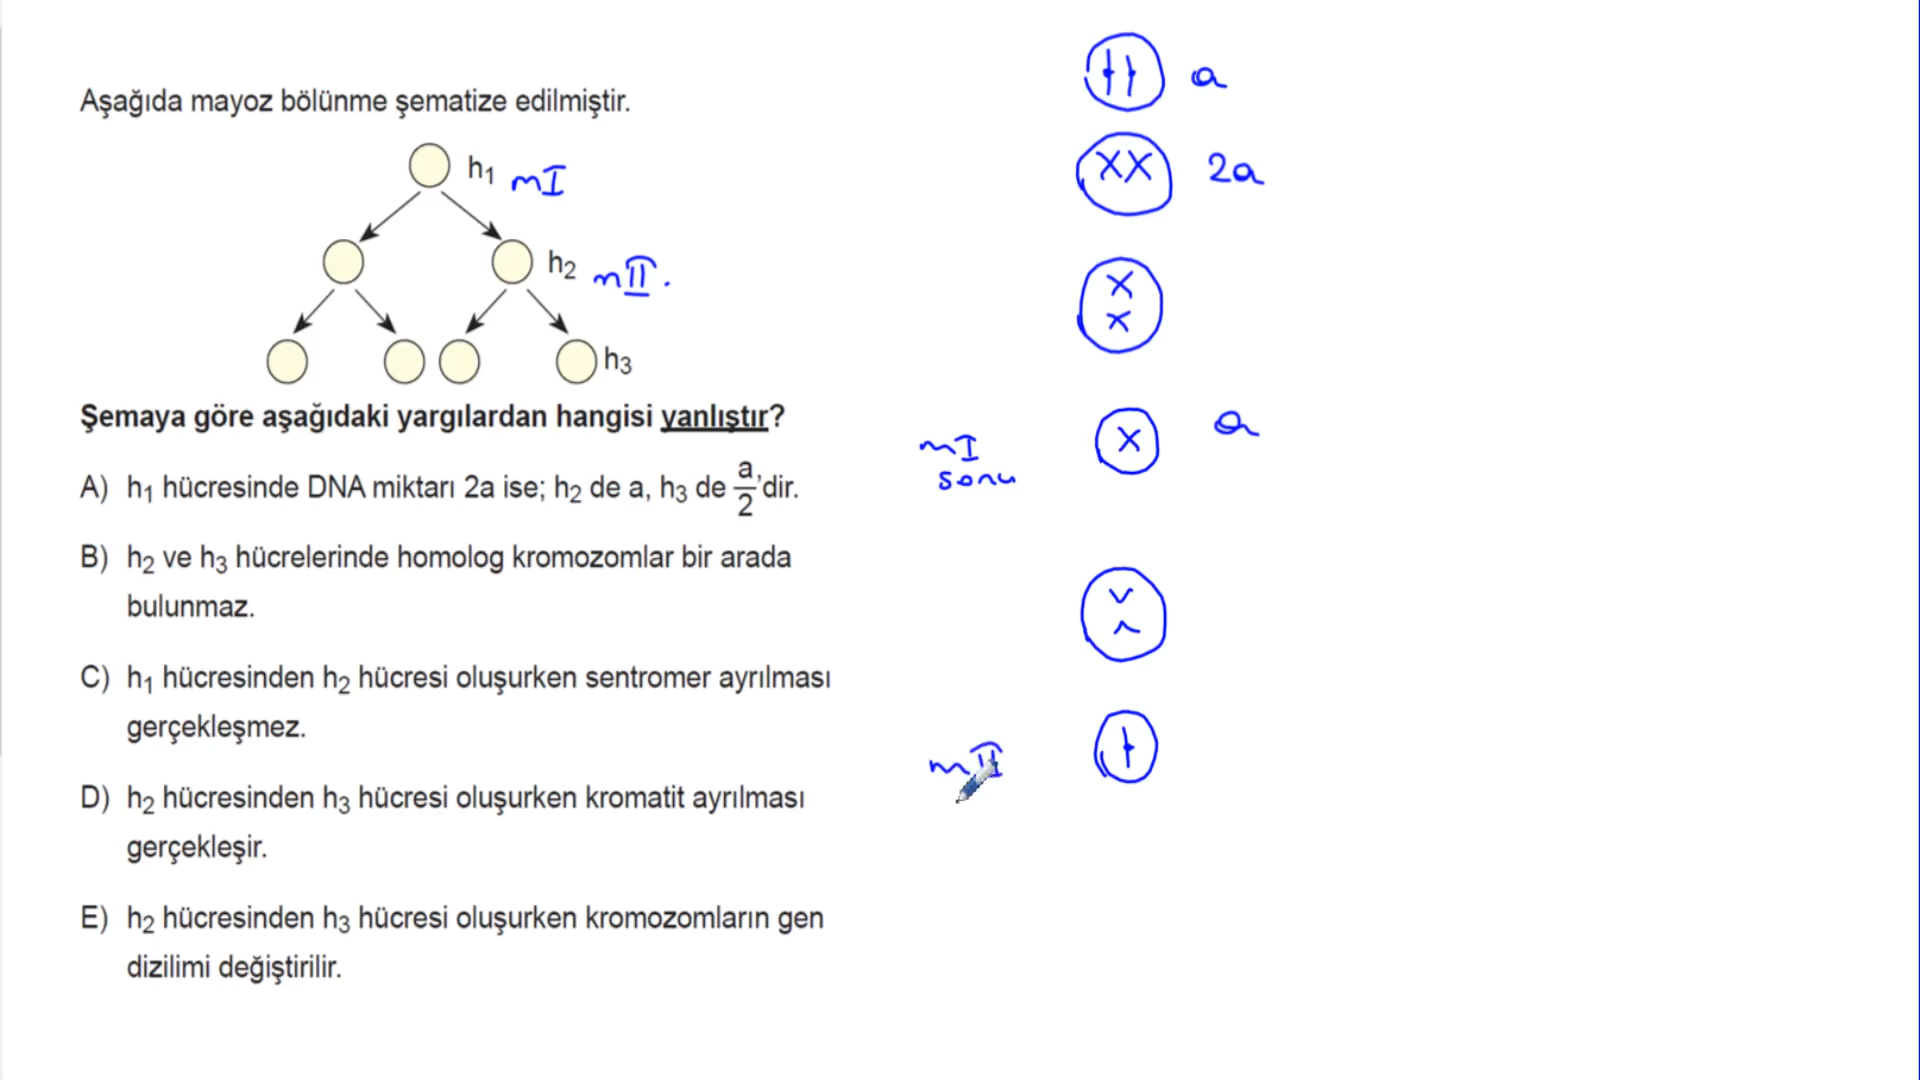 Aşağıda mayoz bölünme şematize edilmiştir.
h₁ mI
h₂ mII.
h₃
Şemaya göre aşağıdaki yargılardan hangisi yanlıştır?
A) h₁ hücresinde DNA miktarı 2a ise; h₂ de a, h₃ de a/2'dir.
B) h₂ ve h₃ hücrelerinde homolog kromozomlar bir arada
bulunmaz.
C) h₁ hücresinden h₂ hücresi oluşurken sentromer ayrılması
gerçekleşmez.
D) h₂ hücresinden h₃ hücresi oluşurken kromatit ayrılması
gerçekleşir.
E) h₂ hücresinden h₃ hücresi oluşurken kromozomların gen
dizilimi değiştirilir.
a
2a
a
mI
sonu
mII